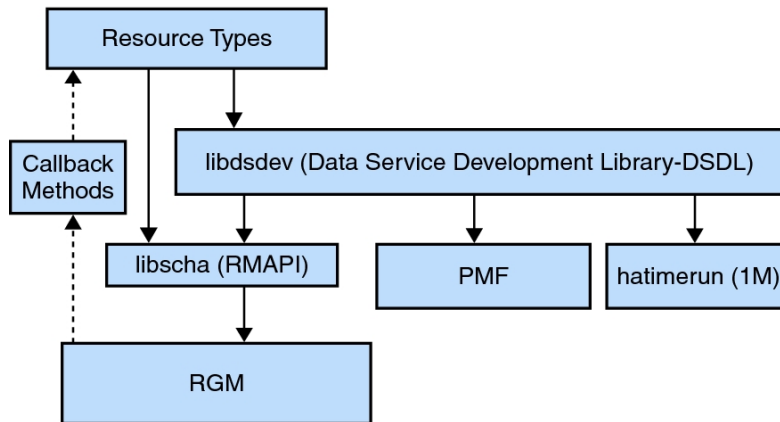 Resource Types
libdsdev (Data Service Development Library-DSDL)
Callback
Methods
libscha (RMAPI)
PMF
hatimerun (1M)
RGM